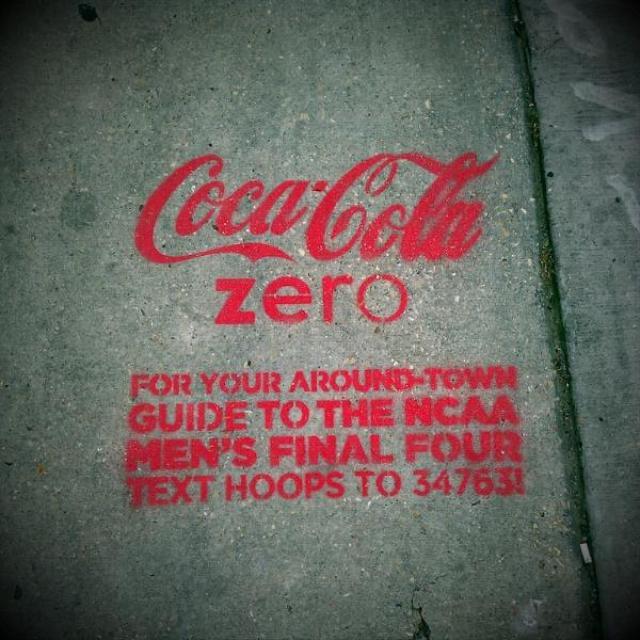 Coca-Cola
zero
FOR YOUR AROUND-TOWN
GUIDE TO THE NCAA
MEN'S FINAL FOUR
TEXT HOOPS TO 34763!